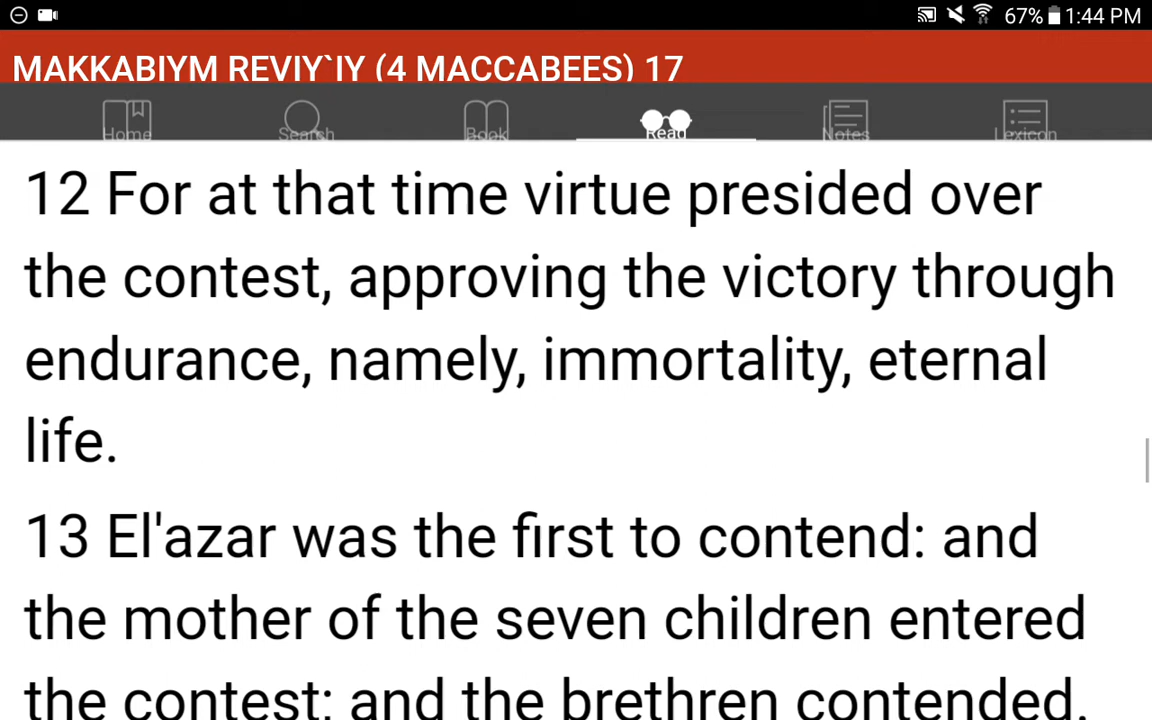 67% 1:44 PM
MAKKABIYM REVIY`IY (4 MACCABEES) 17
Home Search Book Read Notes Lexicon
12 For at that time virtue presided over
the contest, approving the victory through
endurance, namely, immortality, eternal
life.
13 El'azar was the first to contend: and
the mother of the seven children entered
the contest; and the brethren contended.